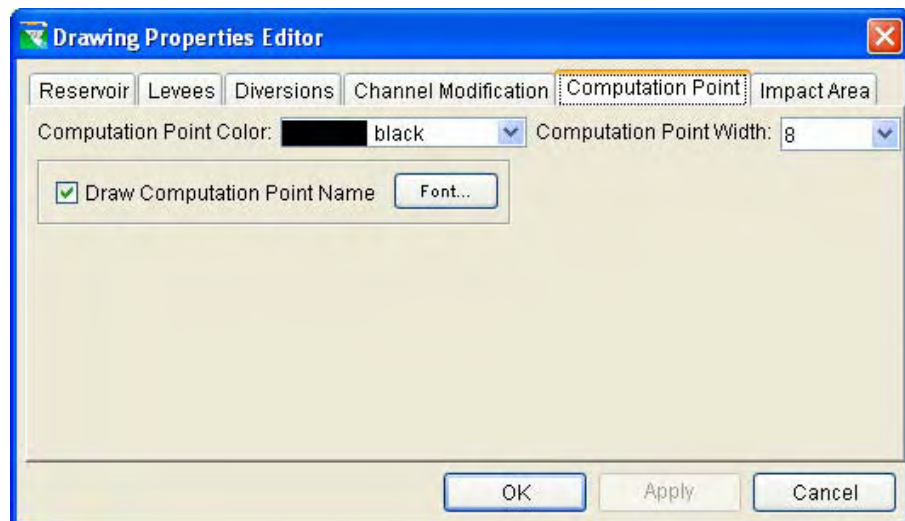 Drawing Properties Editor
Reservoir Levees Diversions Channel Modification Computation Point Impact Area
Computation Point Color: black Computation Point Width: 8
Draw Computation Point Name Font...
OK Apply Cancel